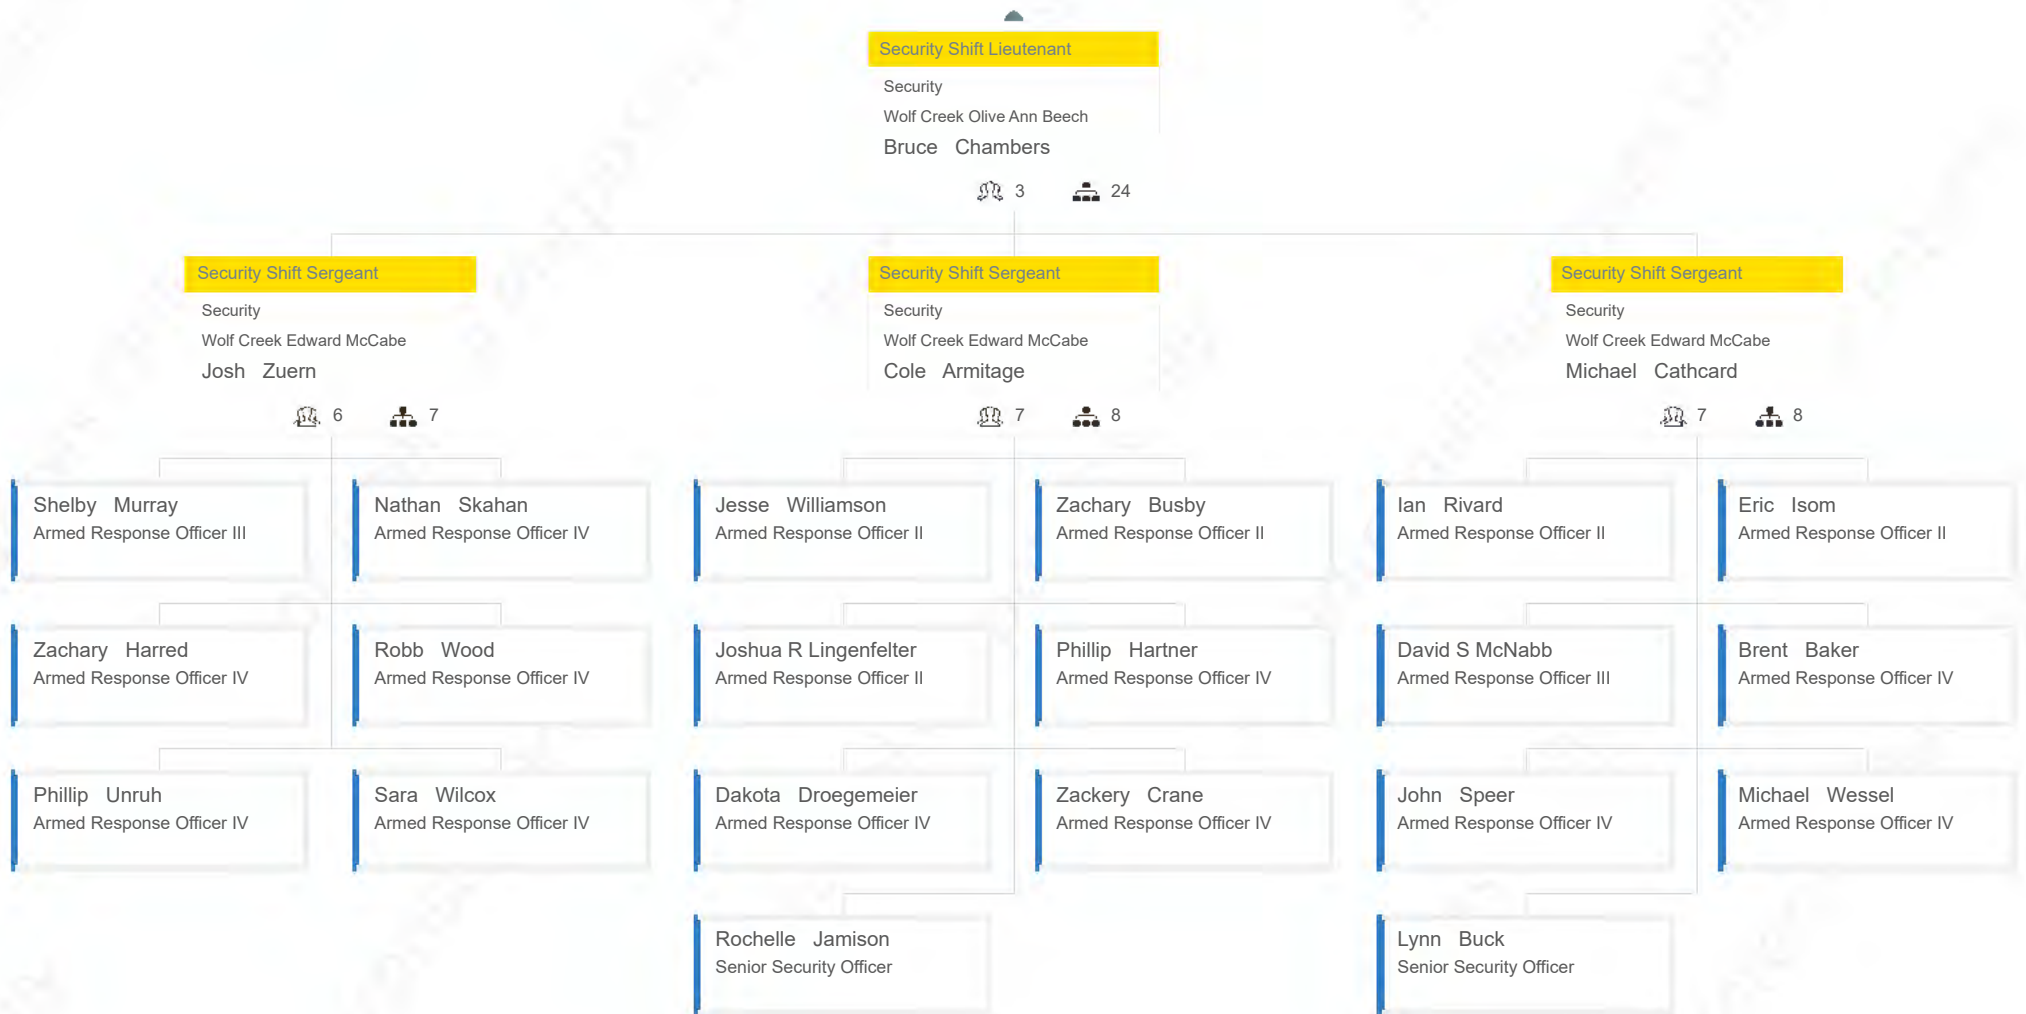 Security Shift Lieutenant
Security
Wolf Creek Olive Ann Beech
Bruce Chambers
3 24
Security Shift Sergeant
Security
Wolf Creek Edward McCabe
Josh Zuern
6 7
Security Shift Sergeant
Security
Wolf Creek Edward McCabe
Cole Armitage
7 8
Security Shift Sergeant
Security
Wolf Creek Edward McCabe
Michael Cathcard
7 8
Shelby Murray
Armed Response Officer III
Nathan Skahan
Armed Response Officer IV
Jesse Williamson
Armed Response Officer II
Zachary Busby
Armed Response Officer II
Ian Rivard
Armed Response Officer II
Eric Isom
Armed Response Officer II
Zachary Harred
Armed Response Officer IV
Robb Wood
Armed Response Officer IV
Joshua R Lingenfelter
Armed Response Officer II
Phillip Hartner
Armed Response Officer IV
David S McNabb
Armed Response Officer III
Brent Baker
Armed Response Officer IV
Phillip Unruh
Armed Response Officer IV
Sara Wilcox
Armed Response Officer IV
Dakota Droegemeier
Armed Response Officer IV
Zackery Crane
Armed Response Officer IV
John Speer
Armed Response Officer IV
Michael Wessel
Armed Response Officer IV
Rochelle Jamison
Senior Security Officer
Lynn Buck
Senior Security Officer